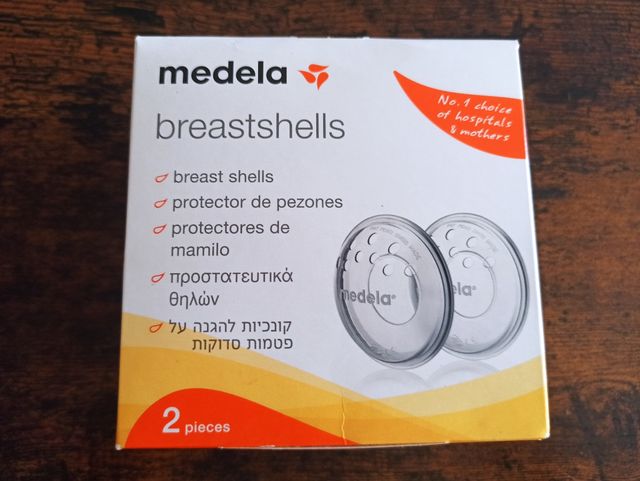 medela
No. 1 choice
of hospitals
& mothers
breastshells
breast shells
protector de pezones
protectores de
mamilo
προστατευτικά
θηλών
קונכיות להגנה על
פטמות סדוקות
medela
medela
2 pieces